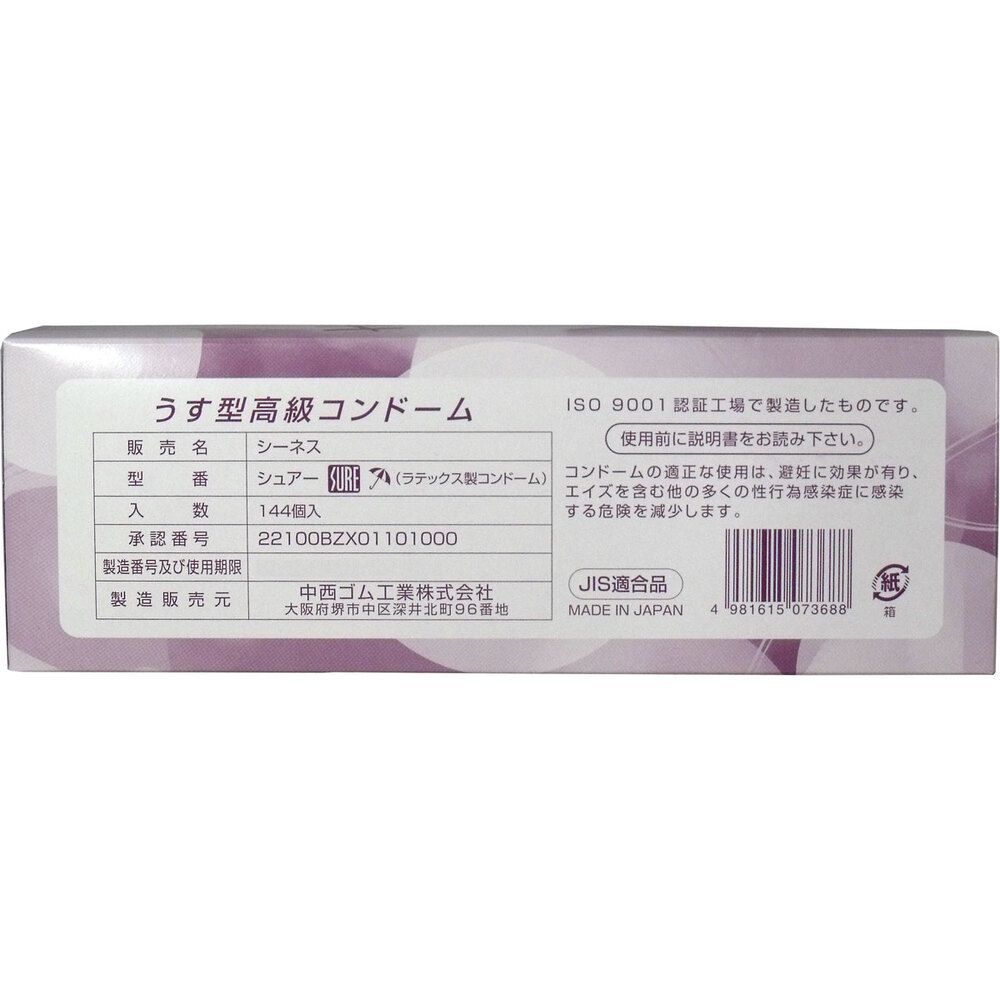 うす型高級コンドーム
販売名 シーネス
型番 シュアー SURE (ラテックス製コンドーム)
入数 144個入
承認番号 22100BZX01101000
製造番号及び使用期限
製造販売元 中西ゴム工業株式会社
大阪府堺市中区深井北町96番地
ISO 9001認証工場で製造したものです。
使用前に説明書をお読み下さい。
コンドームの適正な使用は、避妊に効果が有り、
エイズを含む他の多くの性行為感染症に感染
する危険を減少します。
JIS適合品
MADE IN JAPAN
4 981615 073688
紙
箱